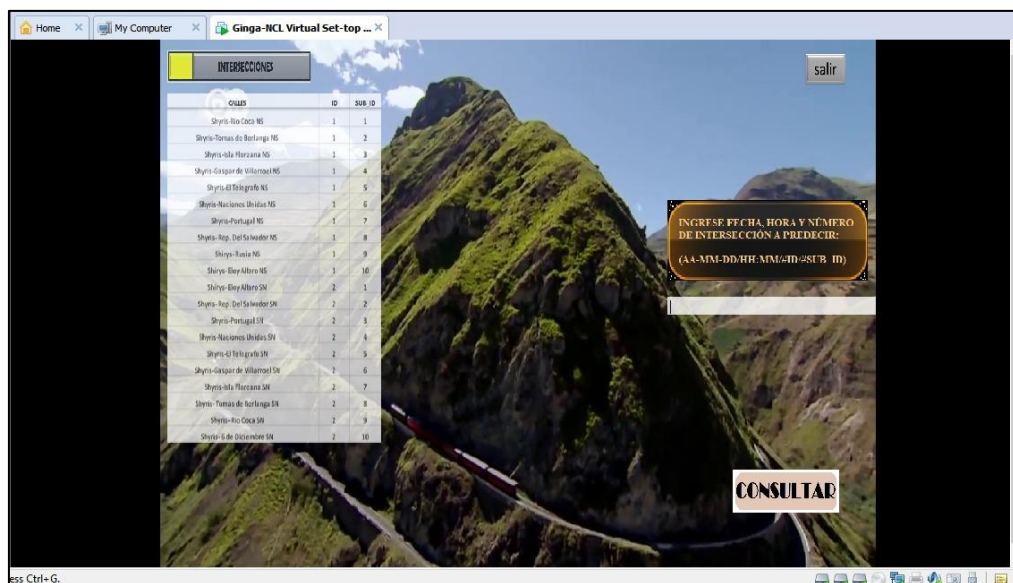 Home
My Computer
Ginga-NCL Virtual Set-top ...
INTERSECCIONES
salir
CALLES ID SUB_ID
Shyris-Rio Coca NS 1 1
Shyris-Tomas de Berlanga NS 1 2
Shyris-Isla Floreana NS 1 3
Shyris-Gaspar de Villarroel NS 1 4
Shyris-El Telegrafo NS 1 5
Shyris-Naciones Unidas NS 1 6
Shyris-Portugal NS 1 7
Shyris-Rep. Del Salvador NS 1 8
Shirys-Rusia NS 1 9
Shirys-Eloy Alfaro NS 1 10
Shirys-Eloy Alfaro SN 2 1
Shyris-Rep. Del Salvador SN 2 2
Shyris-Portugal SN 2 3
Shyris-Naciones Unidas SN 2 4
Shyris-El Telegrafo SN 2 5
Shyris-Gaspar de Villarroel SN 2 6
Shyris-Isla Floreana SN 2 7
Shyris-Tomas de Berlanga SN 2 8
Shyris-Rio Coca SN 2 9
Shyris-6 de Diciembre SN 2 10
INGRESE FECHA, HORA Y NÚMERO
DE INTERSECCIÓN A PREDECIR:
(AA-MM-DD/HH:MM/#ID/#SUB_ID)
CONSULTAR
ess Ctrl+G.